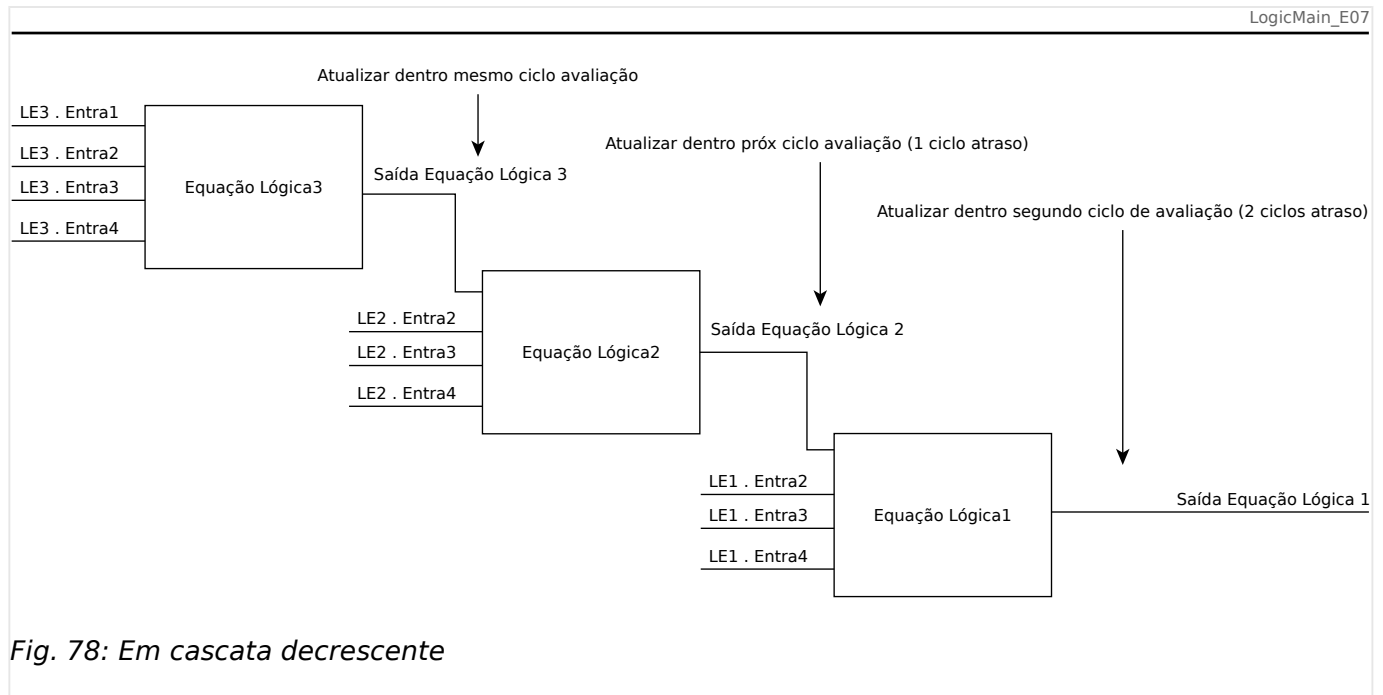 LogicMain_E07
Atualizar dentro mesmo ciclo avaliação
LE3 . Entra1
LE3 . Entra2
LE3 . Entra3
LE3 . Entra4
Equação Lógica3
Saída Equação Lógica 3
Atualizar dentro próx ciclo avaliação (1 ciclo atraso)
LE2 . Entra2
LE2 . Entra3
LE2 . Entra4
Equação Lógica2
Saída Equação Lógica 2
Atualizar dentro segundo ciclo de avaliação (2 ciclos atraso)
LE1 . Entra2
LE1 . Entra3
LE1 . Entra4
Equação Lógica1
Saída Equação Lógica 1
Fig. 78: Em cascata decrescente